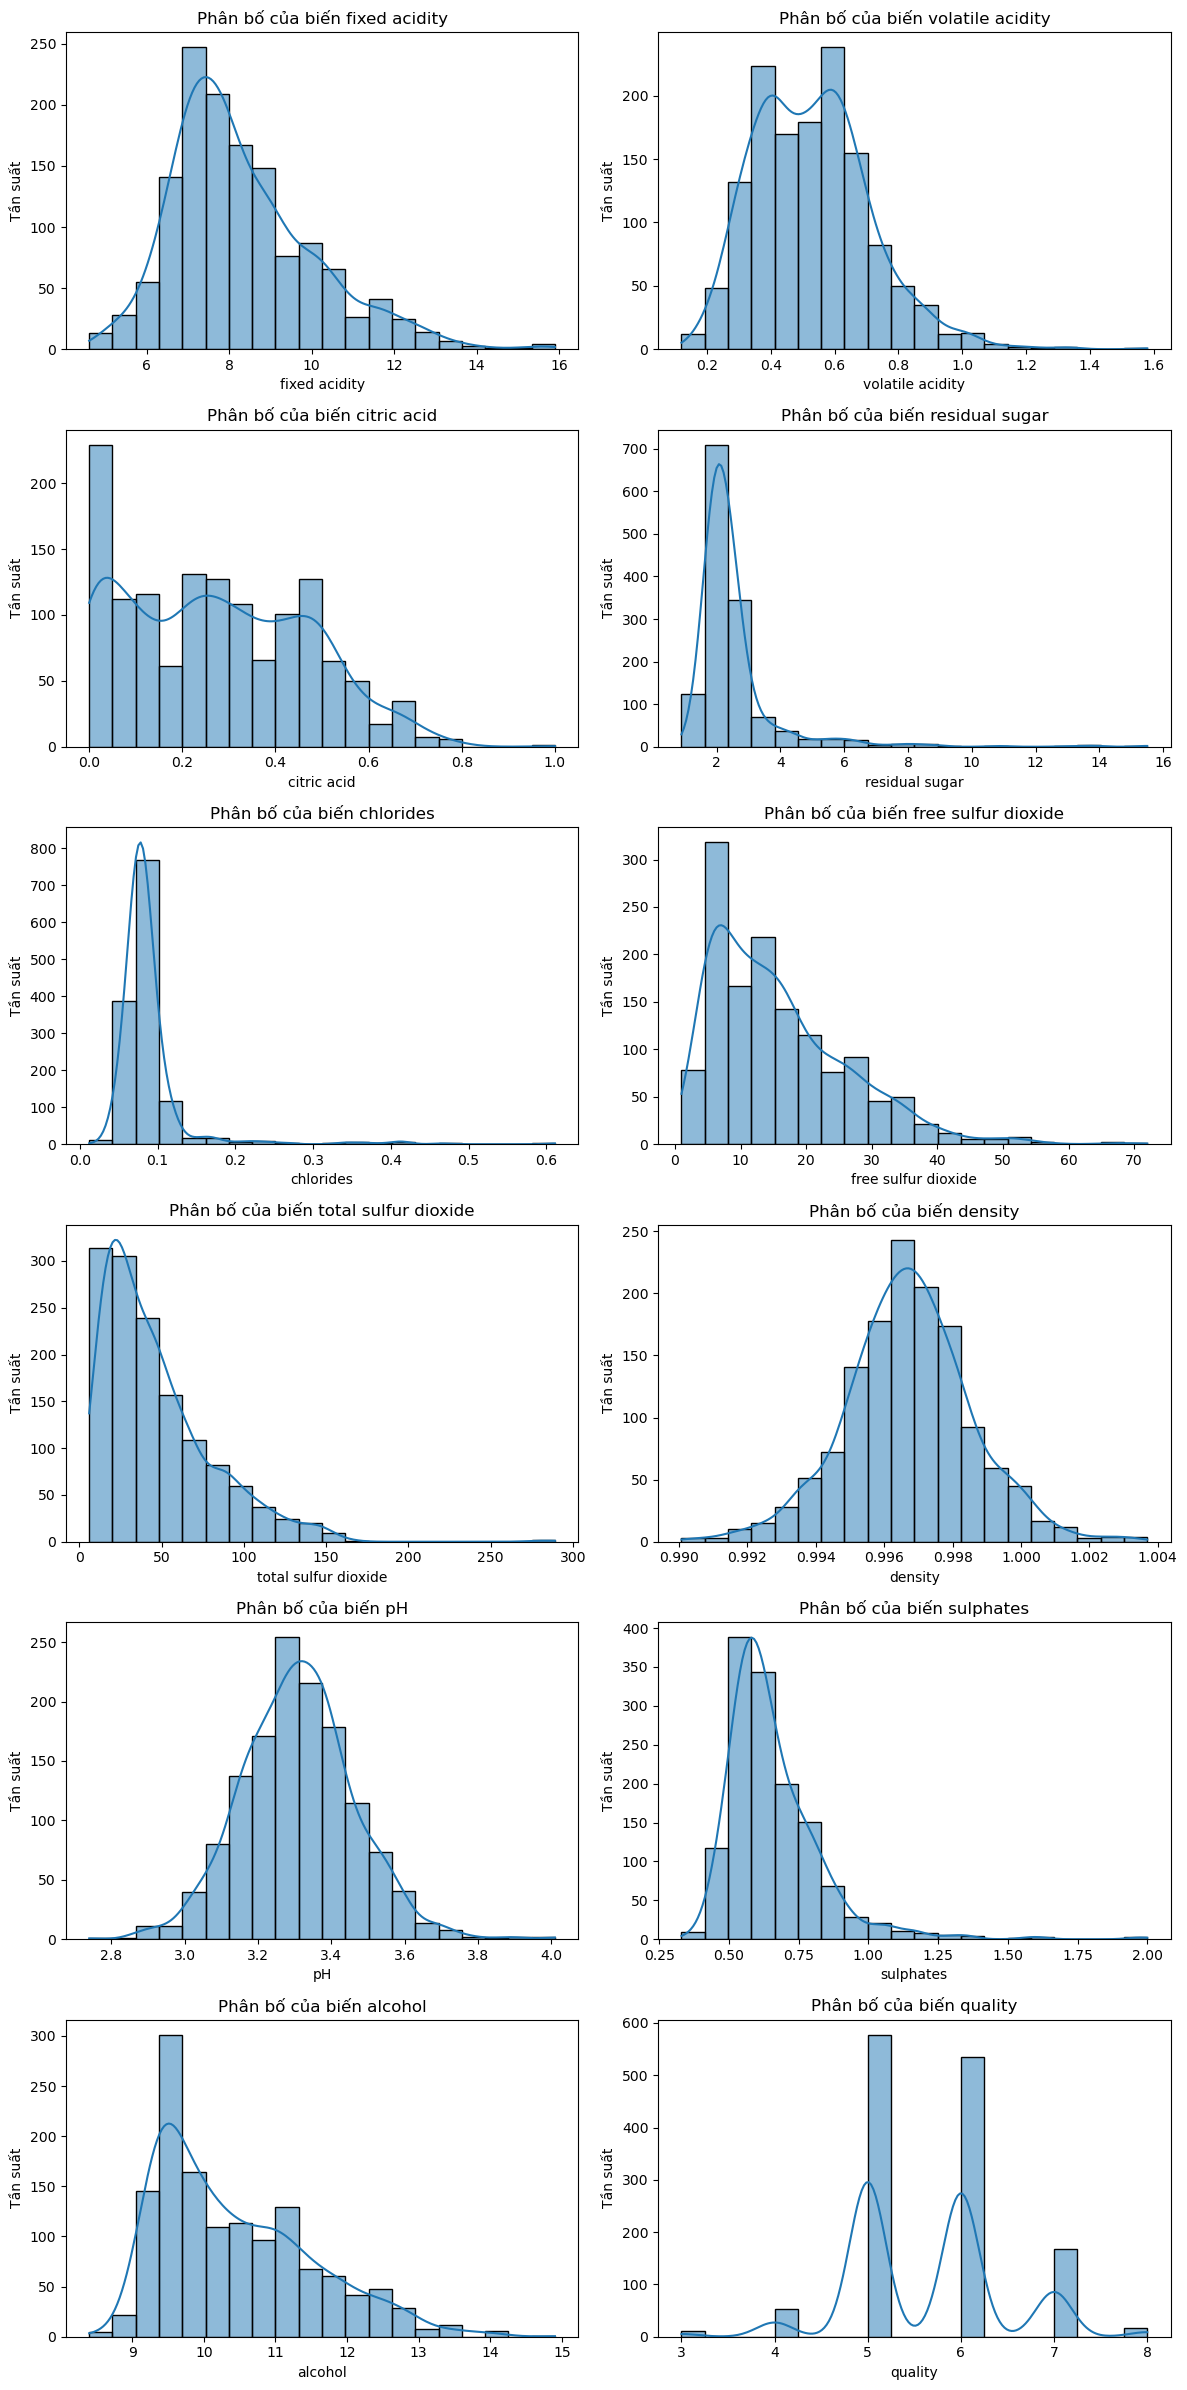 Phân bố của biến fixed acidity
Tần suất
250
200
150
100
50
0
6 8 10 12 14 16
fixed acidity
Phân bố của biến volatile acidity
Tần suất
200
150
100
50
0
0.2 0.4 0.6 0.8 1.0 1.2 1.4 1.6
volatile acidity
Phân bố của biến citric acid
Tần suất
200
150
100
50
0
0.0 0.2 0.4 0.6 0.8 1.0
citric acid
Phân bố của biến residual sugar
Tần suất
700
600
500
400
300
200
100
0
2 4 6 8 10 12 14 16
residual sugar
Phân bố của biến chlorides
Tần suất
800
700
600
500
400
300
200
100
0
0.0 0.1 0.2 0.3 0.4 0.5 0.6
chlorides
Phân bố của biến free sulfur dioxide
Tần suất
300
250
200
150
100
50
0
0 10 20 30 40 50 60 70
free sulfur dioxide
Phân bố của biến total sulfur dioxide
Tần suất
300
250
200
150
100
50
0
0 50 100 150 200 250 300
total sulfur dioxide
Phân bố của biến density
Tần suất
250
200
150
100
50
0
0.990 0.992 0.994 0.996 0.998 1.000 1.002 1.004
density
Phân bố của biến pH
Tần suất
250
200
150
100
50
0
2.8 3.0 3.2 3.4 3.6 3.8 4.0
pH
Phân bố của biến sulphates
Tần suất
400
350
300
250
200
150
100
50
0
0.25 0.50 0.75 1.00 1.25 1.50 1.75 2.00
sulphates
Phân bố của biến alcohol
Tần suất
300
250
200
150
100
50
0
9 10 11 12 13 14 15
alcohol
Phân bố của biến quality
Tần suất
600
500
400
300
200
100
0
3 4 5 6 7 8
quality